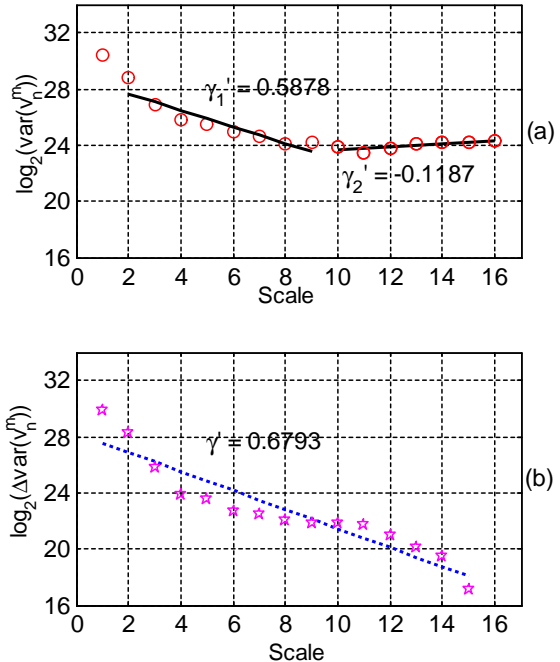 32
28
24
20
16
log₂(var(vₙᵐ))
γ₁' = 0.5878
γ₂' = -0.1187
(a)
0 2 4 6 8 10 12 14 16
Scale
32
28
24
20
16
log₂(Δvar(vₙᵐ))
γ' = 0.6793
(b)
0 2 4 6 8 10 12 14 16
Scale